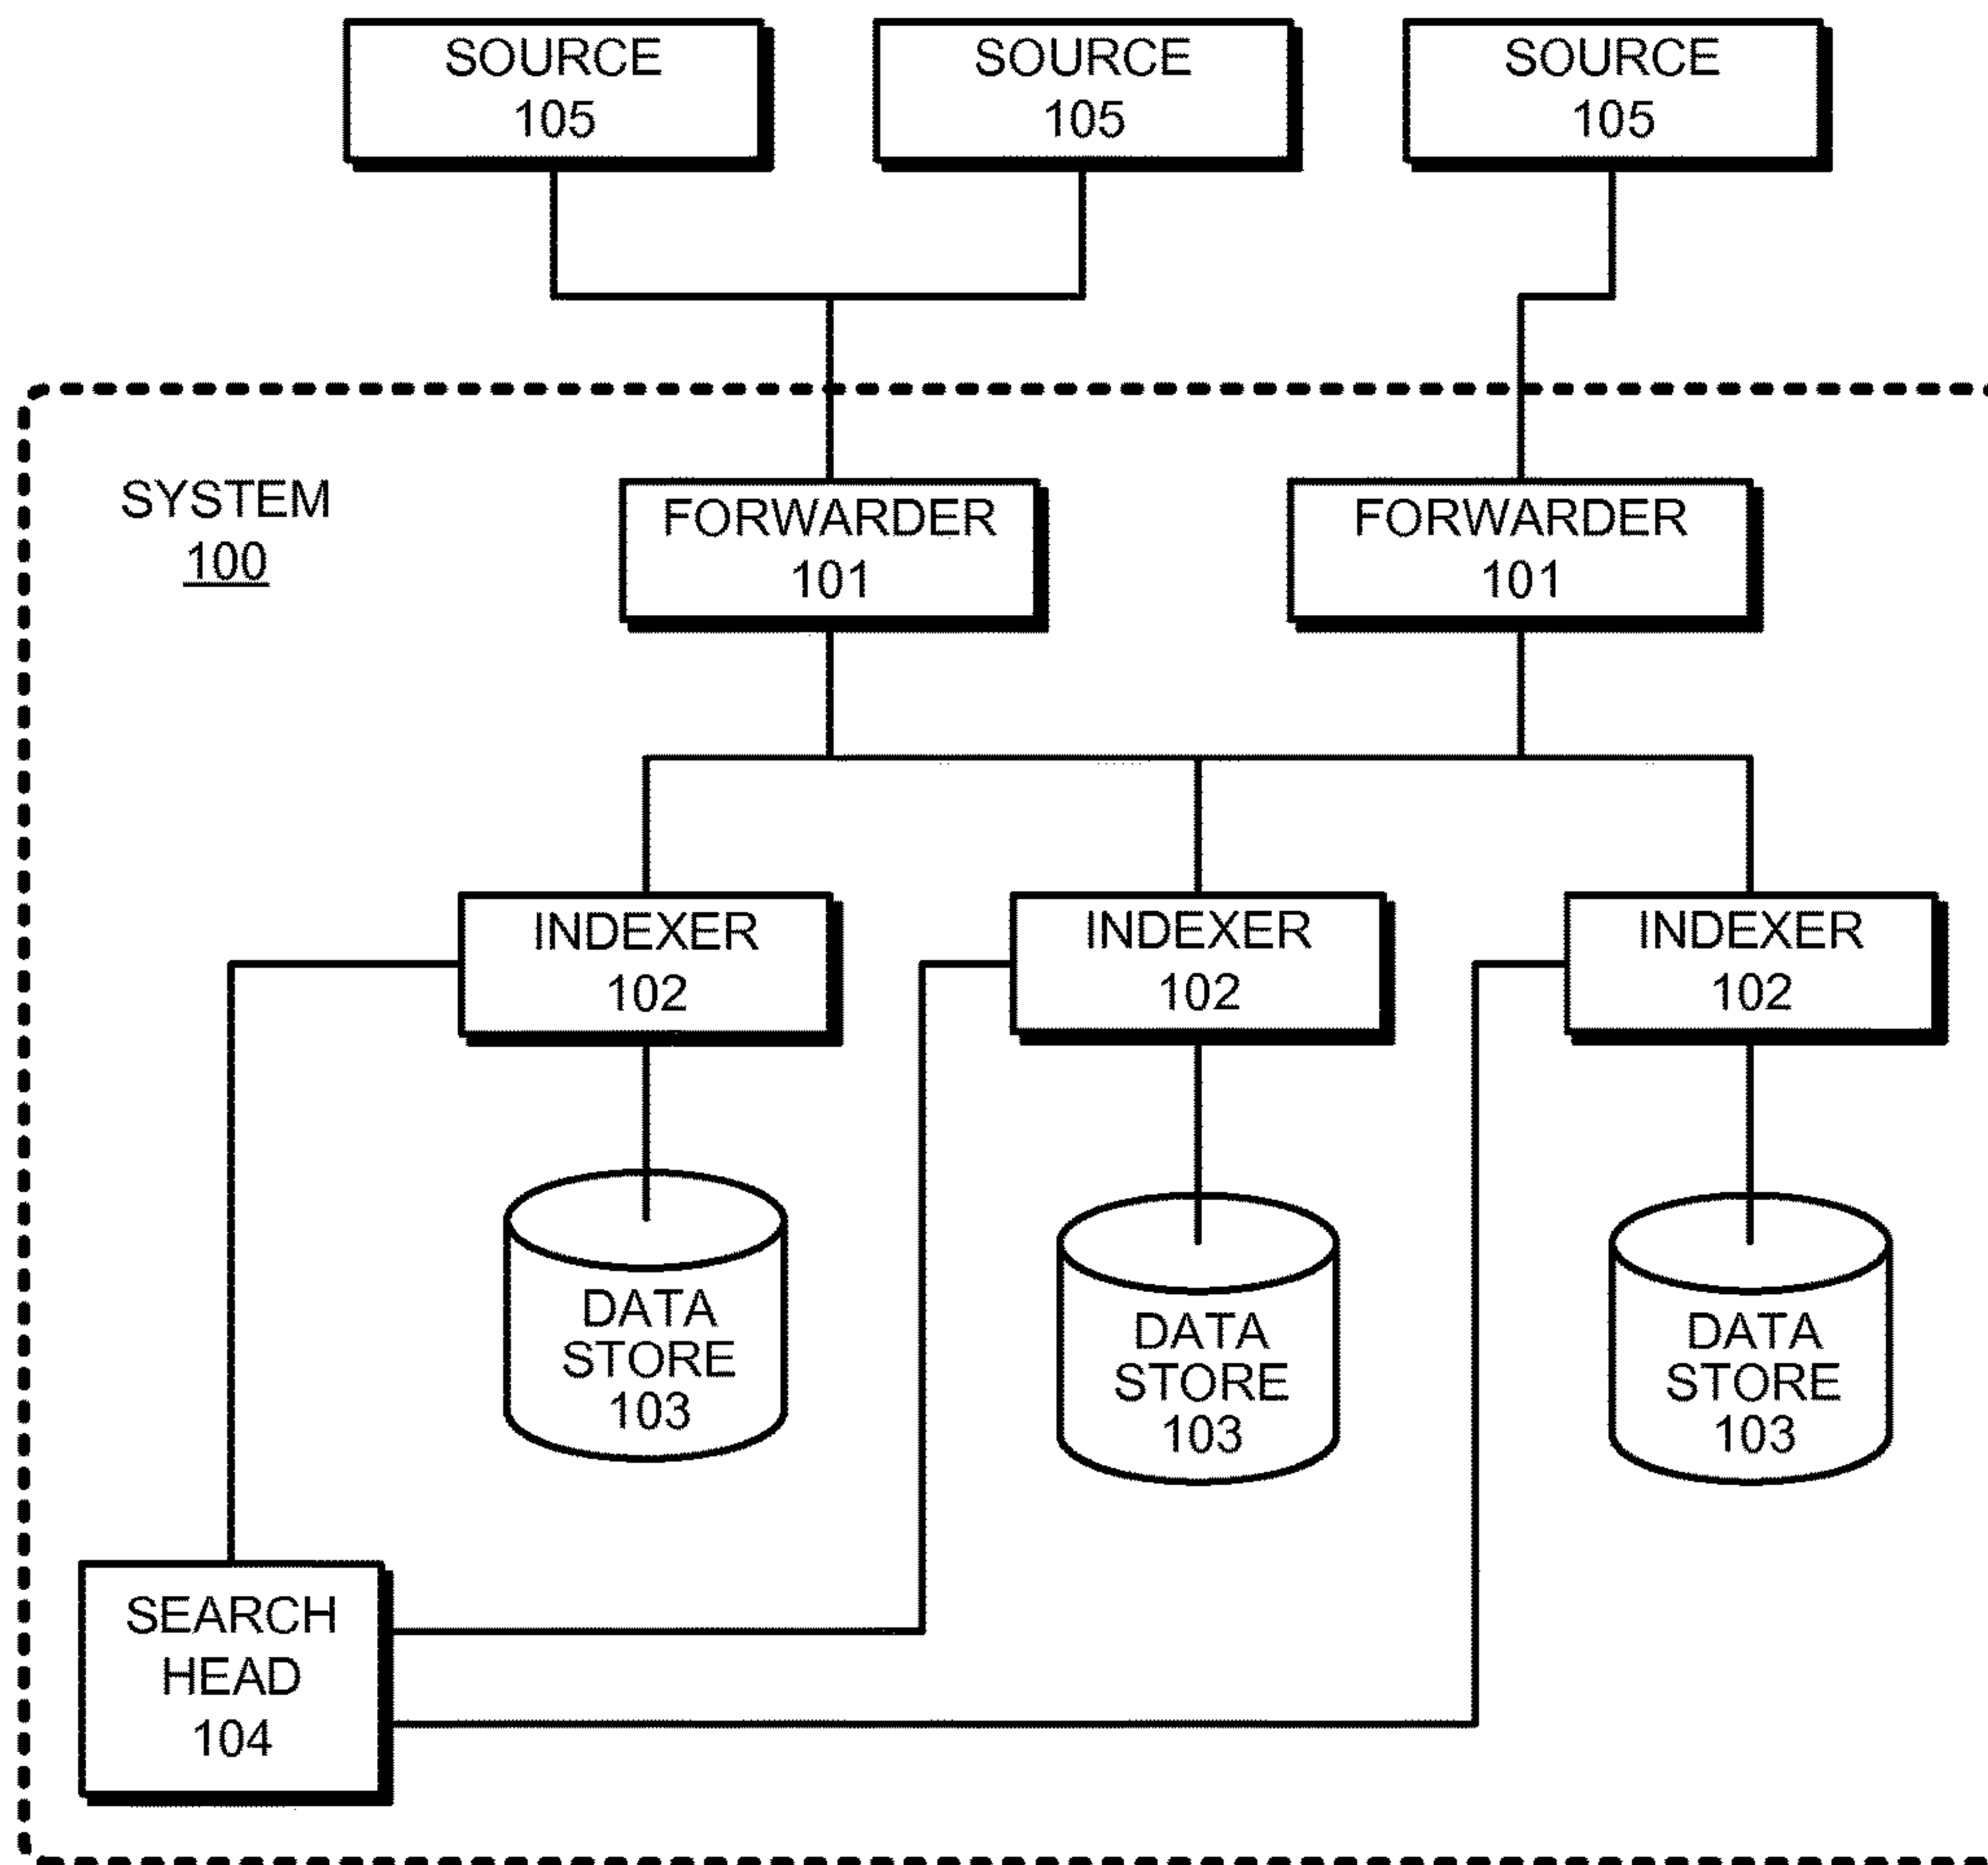 SOURCE
105
SOURCE
105
SOURCE
105
SYSTEM
100
FORWARDER
101
FORWARDER
101
INDEXER
102
INDEXER
102
INDEXER
102
DATA
STORE
103
DATA
STORE
103
DATA
STORE
103
SEARCH
HEAD
104